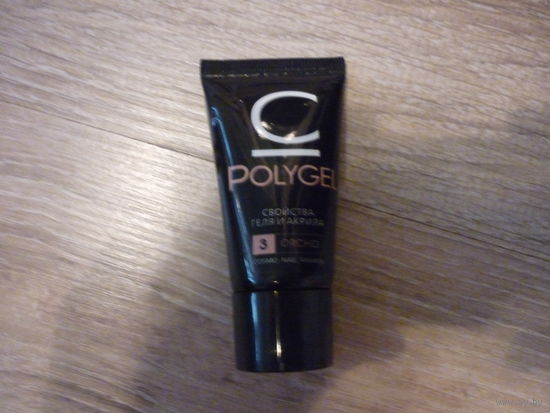 C
POLYGEL
СВОЙСТВА
ГЕЛЯ И АКРИЛА
3 ORCHID
COSMO NAIL